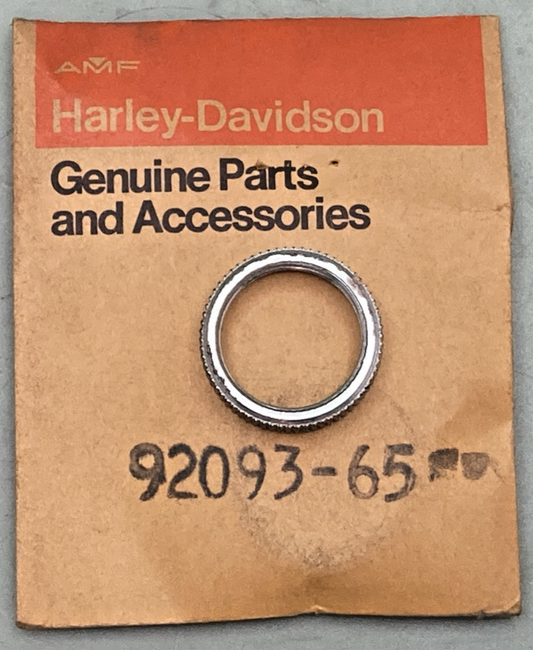 AMF
Harley-Davidson
Genuine Parts
and Accessories
92093-65